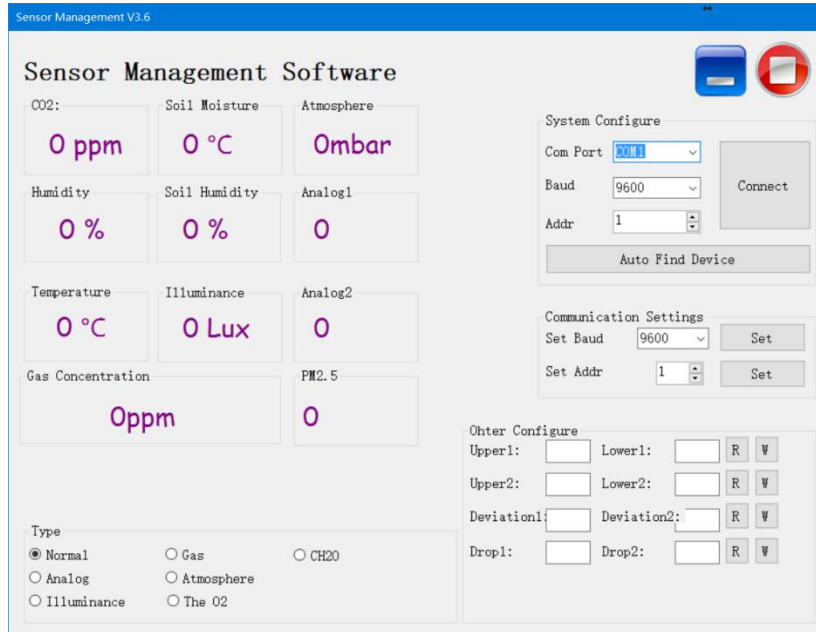 Sensor Management V3.6
Sensor Management Software
CO2: Soil Moisture Atmosphere
0 ppm 0 °C 0mbar
Humidity Soil Humidity Analog1
0 % 0 % 0
Temperature Illuminance Analog2
0 °C 0 Lux 0
Gas Concentration PM2.5
0ppm 0
Type
Normal Gas CH2O
Analog Atmosphere
Illuminance The O2
System Configure
Com Port COM1
Baud 9600 Connect
Addr 1
Auto Find Device
Communication Settings
Set Baud 9600 Set
Set Addr 1 Set
Ohter Configure
Upper1: Lower1: R W
Upper2: Lower2: R W
Deviation1: Deviation2: R W
Drop1: Drop2: R W